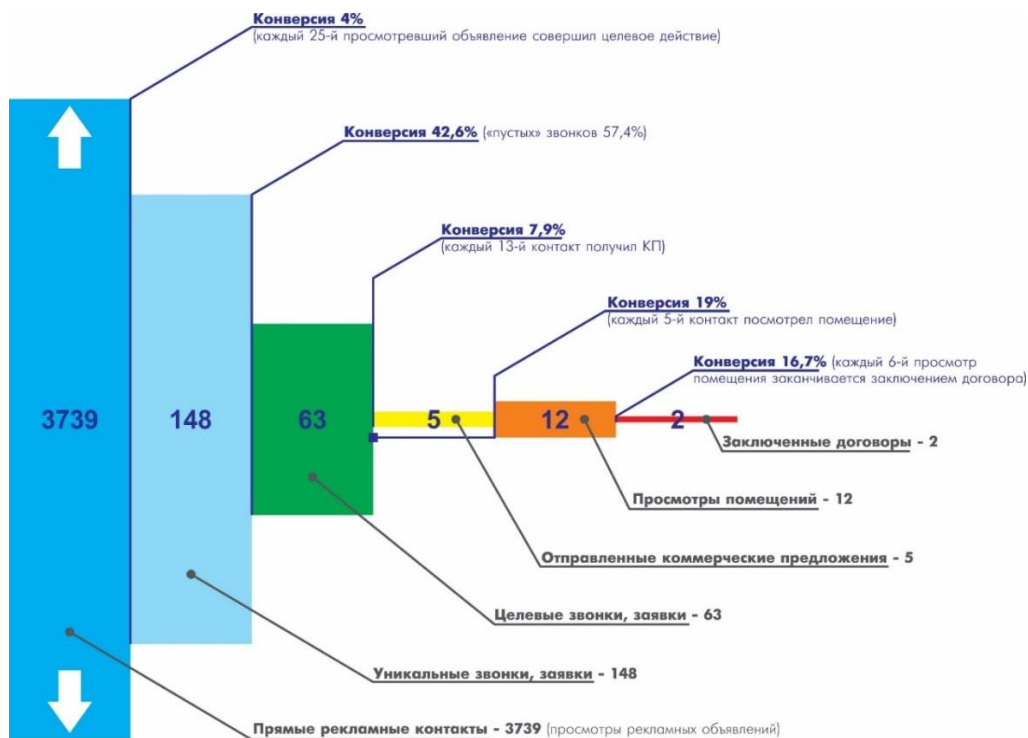 Конверсия 4%
(каждый 25-й просмотревший объявление совершил целевое действие)
Конверсия 42,6% («пустых» звонков 57,4%)
Конверсия 7,9%
(каждый 13-й контакт получил КП)
Конверсия 19%
(каждый 5-й контакт посмотрел помещение)
Конверсия 16,7% (каждый 6-й просмотр
помещения заканчивается заключением договора)
3739 148 63 5 12 2
Заключенные договоры - 2
Просмотры помещений - 12
Отправленные коммерческие предложения - 5
Целевые звонки, заявки - 63
Уникальные звонки, заявки - 148
Прямые рекламные контакты - 3739 (просмотры рекламных объявлений)